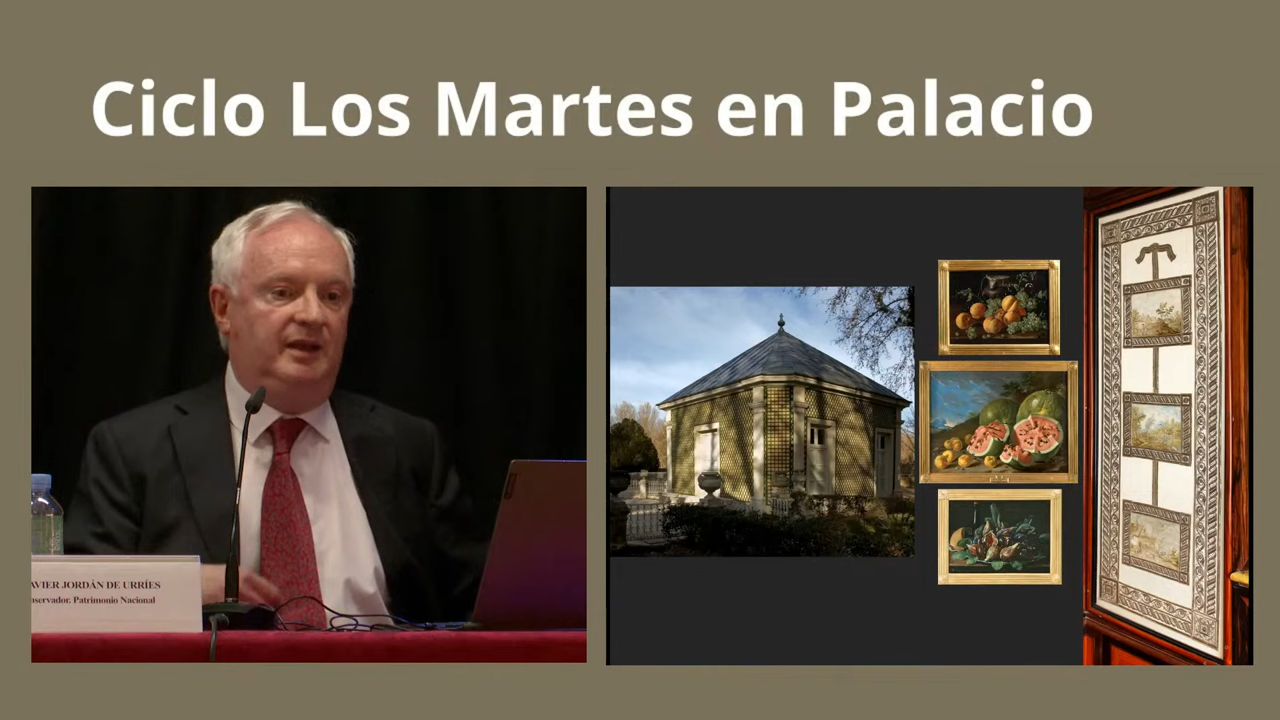 Ciclo Los Martes en Palacio
AVIER JORDÁN DE URRÍES
nservador. Patrimonio Nacional